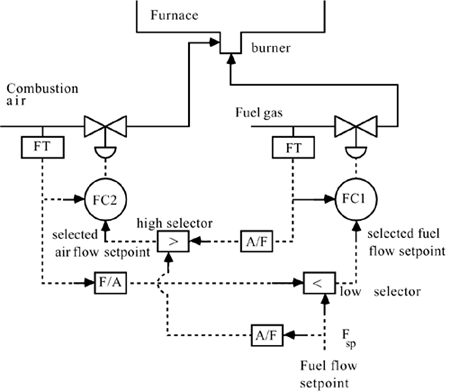 Furnace
burner
Combustion
air
Fuel gas
FT
FT
FC2
FC1
high selector
selected
air flow setpoint
selected fuel
flow setpoint
>
A/F
F/A
<
low selector
A/F
F sp
Fuel flow
setpoint